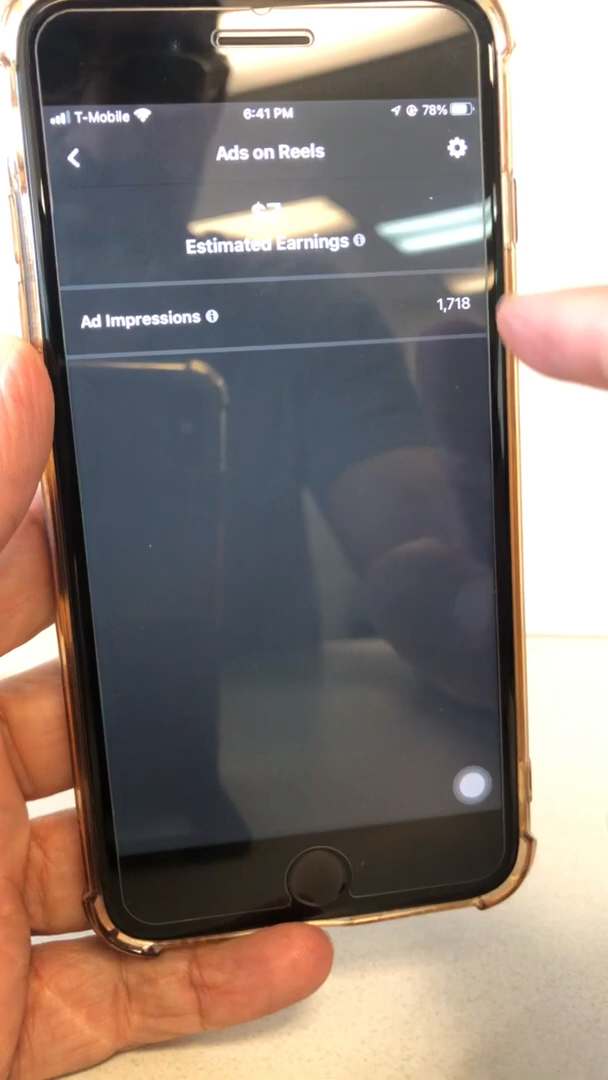 T-Mobile 6:41 PM 78%
Ads on Reels
Estimated Earnings
Ad Impressions 1,718